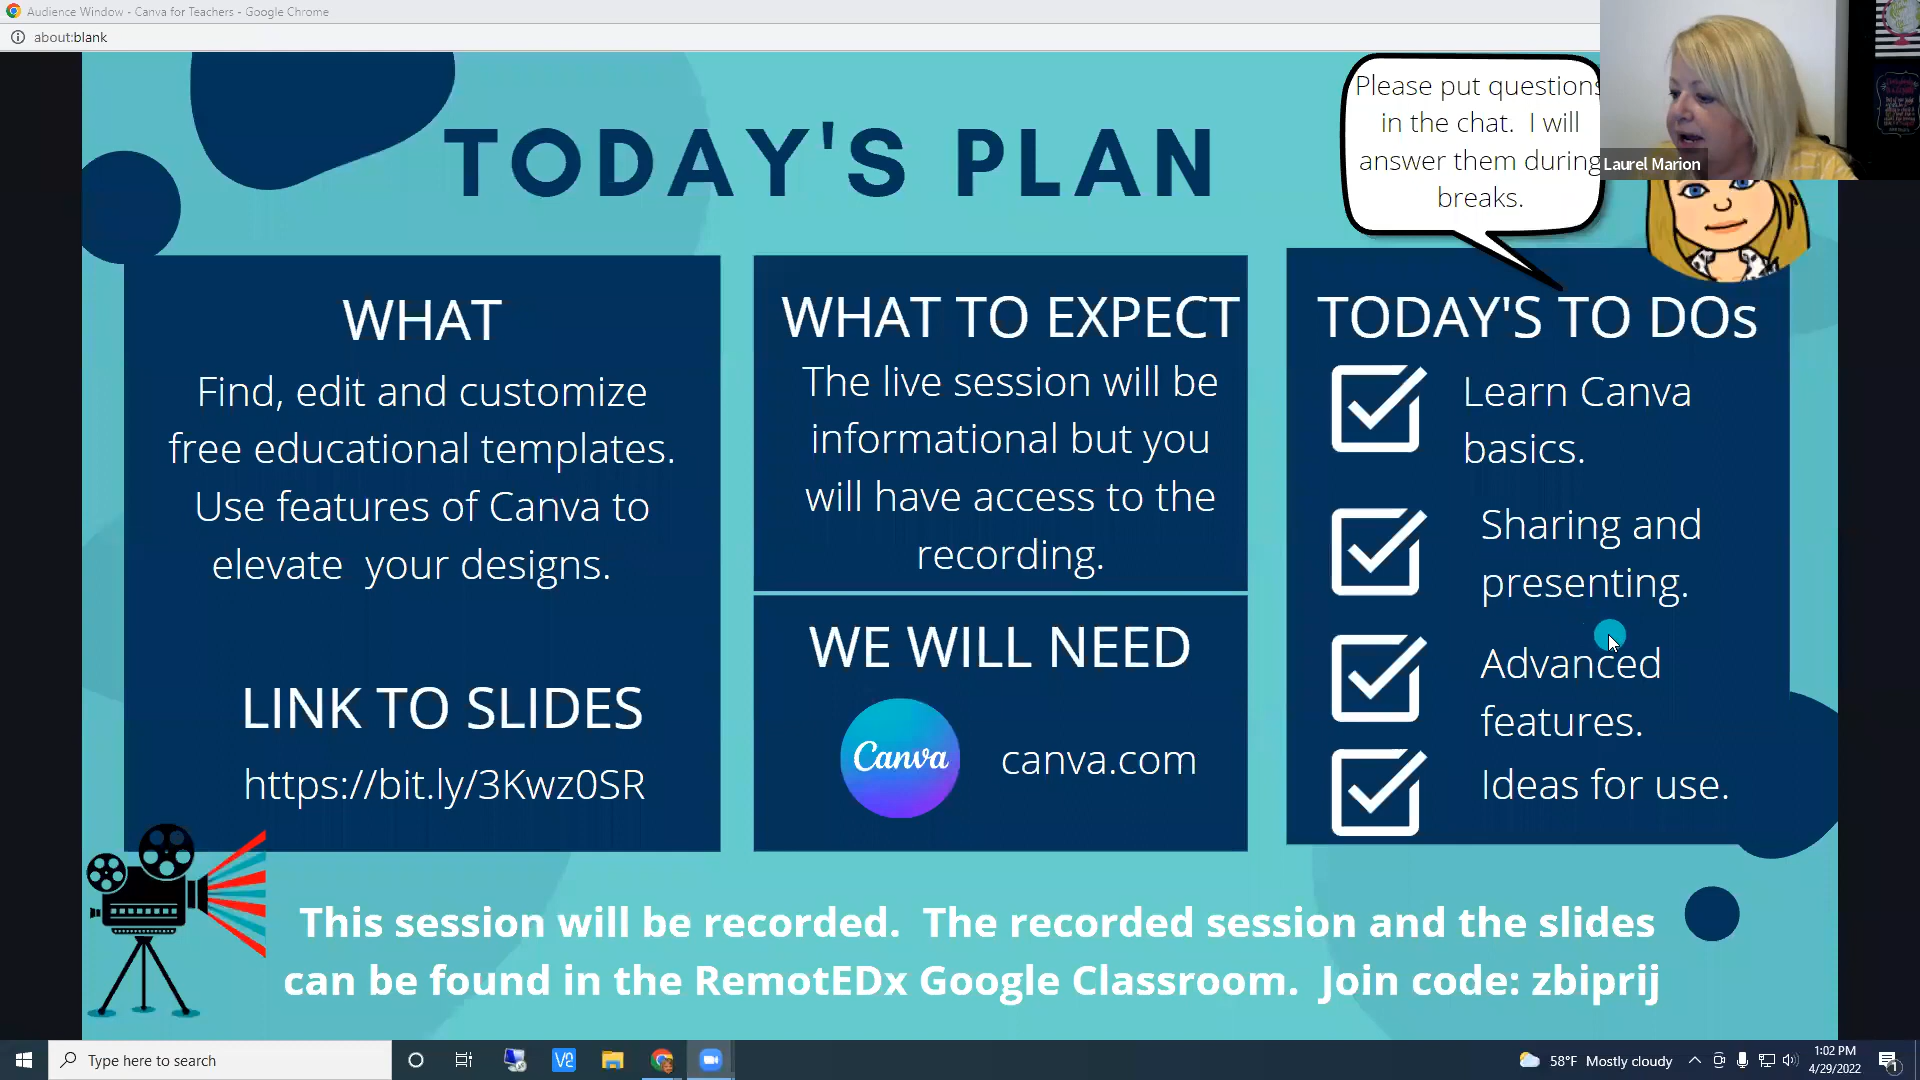 Audience Window - Canva for Teachers - Google Chrome
about:blank
Please put questions
in the chat.  I will
answer them during
breaks.
Laurel Marion
TODAY'S PLAN
WHAT
Find, edit and customize
free educational templates.
Use features of Canva to
elevate  your designs.
LINK TO SLIDES
https://bit.ly/3Kwz0SR
WHAT TO EXPECT
The live session will be
informational but you
will have access to the
recording.
WE WILL NEED
Canva
canva.com
TODAY'S TO DOs
Learn Canva
basics.
Sharing and
presenting.
Advanced
features.
Ideas for use.
This session will be recorded.  The recorded session and the slides
can be found in the RemotEDx Google Classroom.  Join code: zbiprij
Type here to search
58°F  Mostly cloudy
1:02 PM
4/29/2022
1